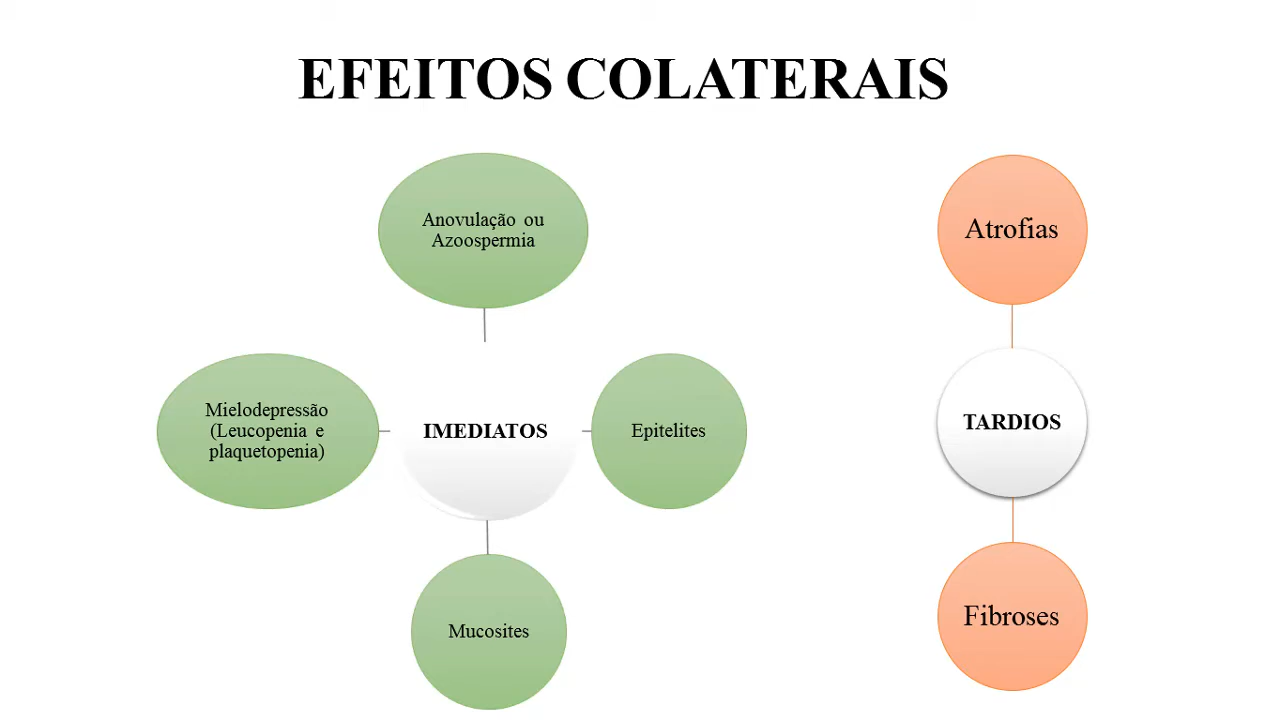 EFEITOS COLATERAIS
Anovulação ou
Azoospermia
Mielodepressão
(Leucopenia e
plaquetopenia)
IMEDIATOS
Epitelites
Mucosites
Atrofias
TARDIOS
Fibroses